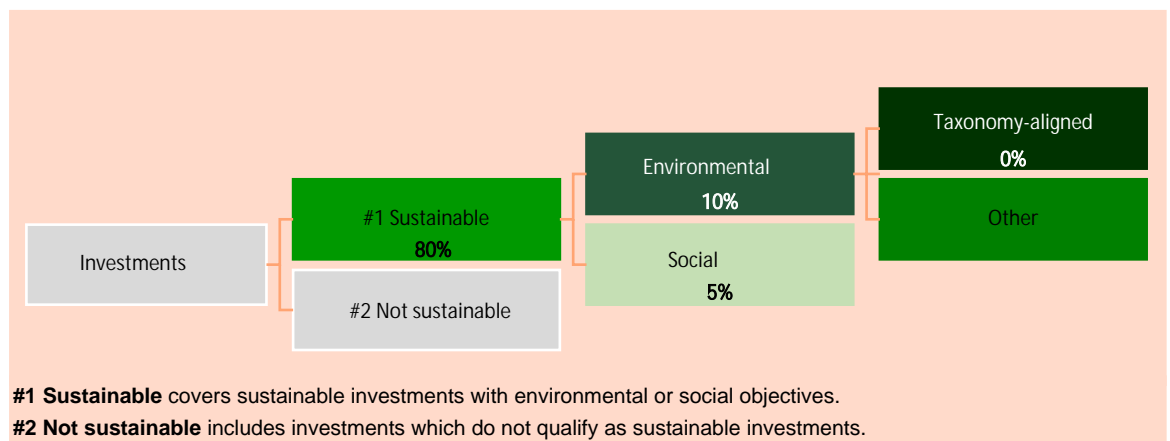 Investments
#1 Sustainable
80%
#2 Not sustainable
Environmental
10%
Social
5%
Taxonomy-aligned
0%
Other
#1 Sustainable covers sustainable investments with environmental or social objectives.
#2 Not sustainable includes investments which do not qualify as sustainable investments.